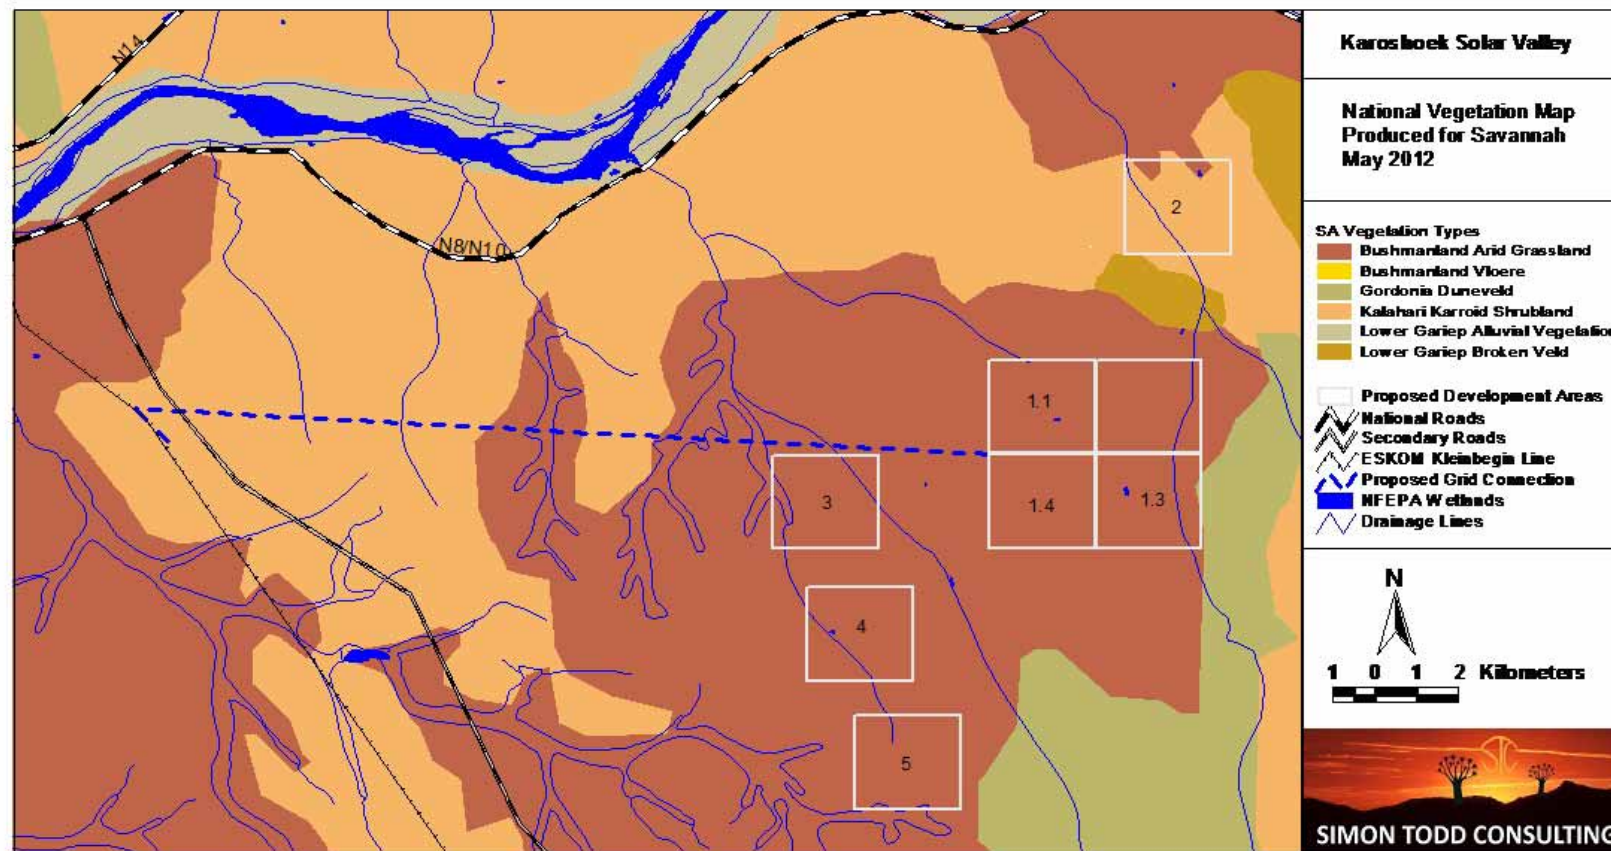 N14
N8/N10
2
1.1
3
1.4
1.3
4
5
Karoshoek Solar Valley
National Vegetation Map
Produced for Savannah
May 2012
SA Vegetation Types
Bushmanland Arid Grassland
Bushmanland Vloere
Gordonia Duneveld
Kalahari Karroid Shrubland
Lower Gariep Alluvial Vegetation
Lower Gariep Broken Veld
Proposed Development Areas
National Roads
Secondary Roads
ESKOM Kleinbegin Line
Proposed Grid Connection
NFEPA Wetlands
Drainage Lines
N
1 0 1 2 Kilometers
STC
SIMON TODD CONSULTING